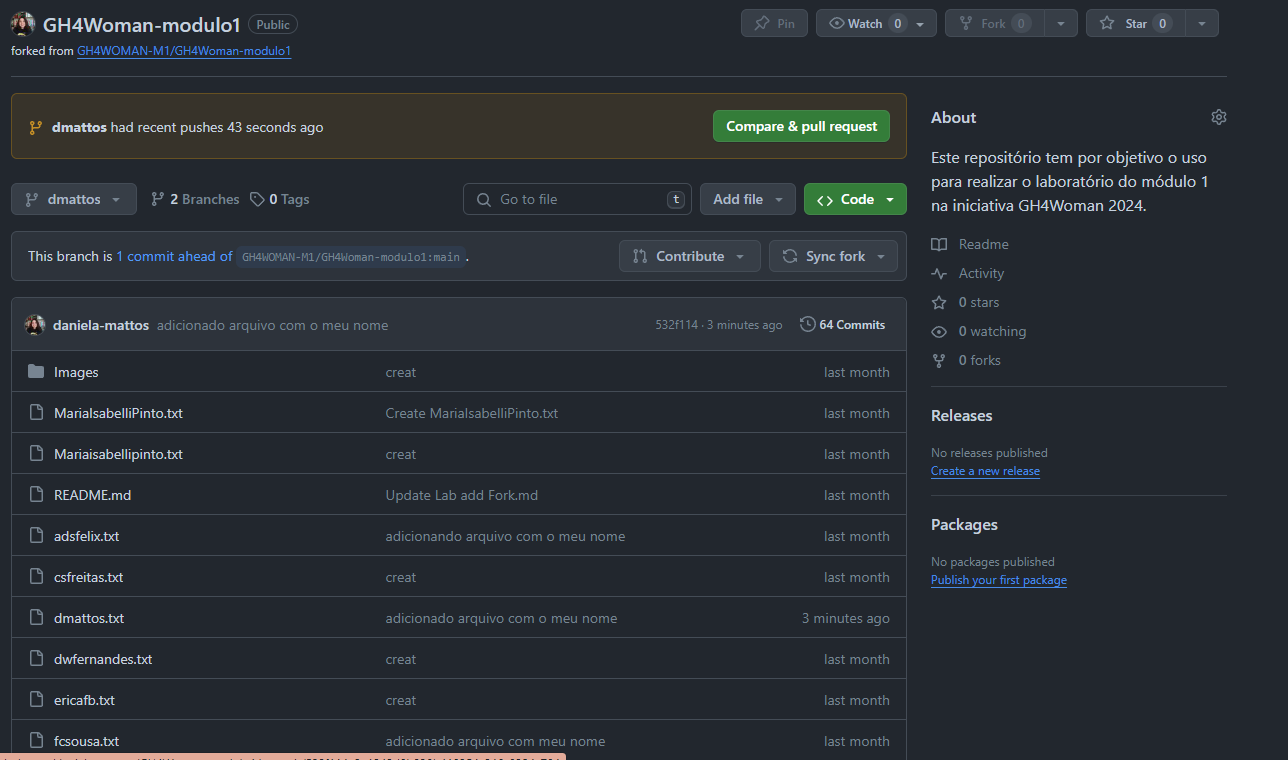 GH4Woman-modulo1 Public Pin Watch 0 Fork 0 Star 0
forked from GH4WOMAN-M1/GH4Woman-modulo1
dmattos had recent pushes 43 seconds ago Compare & pull request
dmattos 2 Branches 0 Tags Go to file t Add file Code
This branch is 1 commit ahead of GH4WOMAN-M1/GH4Woman-modulo1:main . Contribute Sync fork
daniela-mattos adicionado arquivo com o meu nome 532f114 · 3 minutes ago 64 Commits
Images creat last month
MariaIsabelliPinto.txt Create MariaIsabelliPinto.txt last month
Mariaisabellipinto.txt creat last month
README.md Update Lab add Fork.md last month
adsfelix.txt adicionando arquivo com o meu nome last month
csfreitas.txt creat last month
dmattos.txt adicionado arquivo com o meu nome 3 minutes ago
dwfernandes.txt creat last month
ericafb.txt creat last month
fcsousa.txt adicionado arquivo com meu nome last month
About
Este repositório tem por objetivo o uso
para realizar o laboratório do módulo 1
na iniciativa GH4Woman 2024.
Readme
Activity
0 stars
0 watching
0 forks
Releases
No releases published
Create a new release
Packages
No packages published
Publish your first package